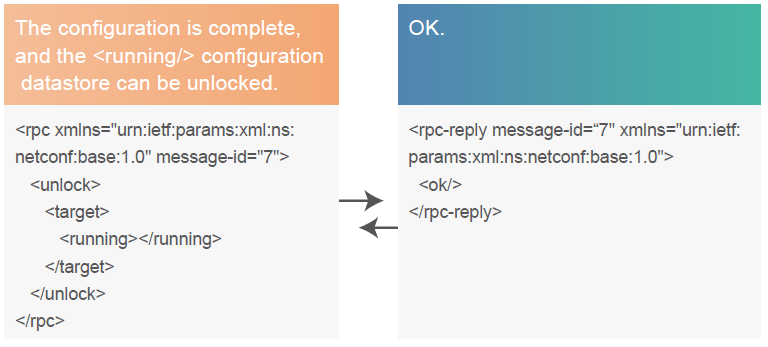 The configuration is complete,
and the <running/> configuration
datastore can be unlocked.
<rpc xmlns="urn:ietf:params:xml:ns:
netconf:base:1.0" message-id="7">
<unlock>
<target>
<running></running>
</target>
</unlock>
</rpc>
OK.
<rpc-reply message-id=“7" xmlns="urn:ietf:
params:xml:ns:netconf:base:1.0">
<ok/>
</rpc-reply>